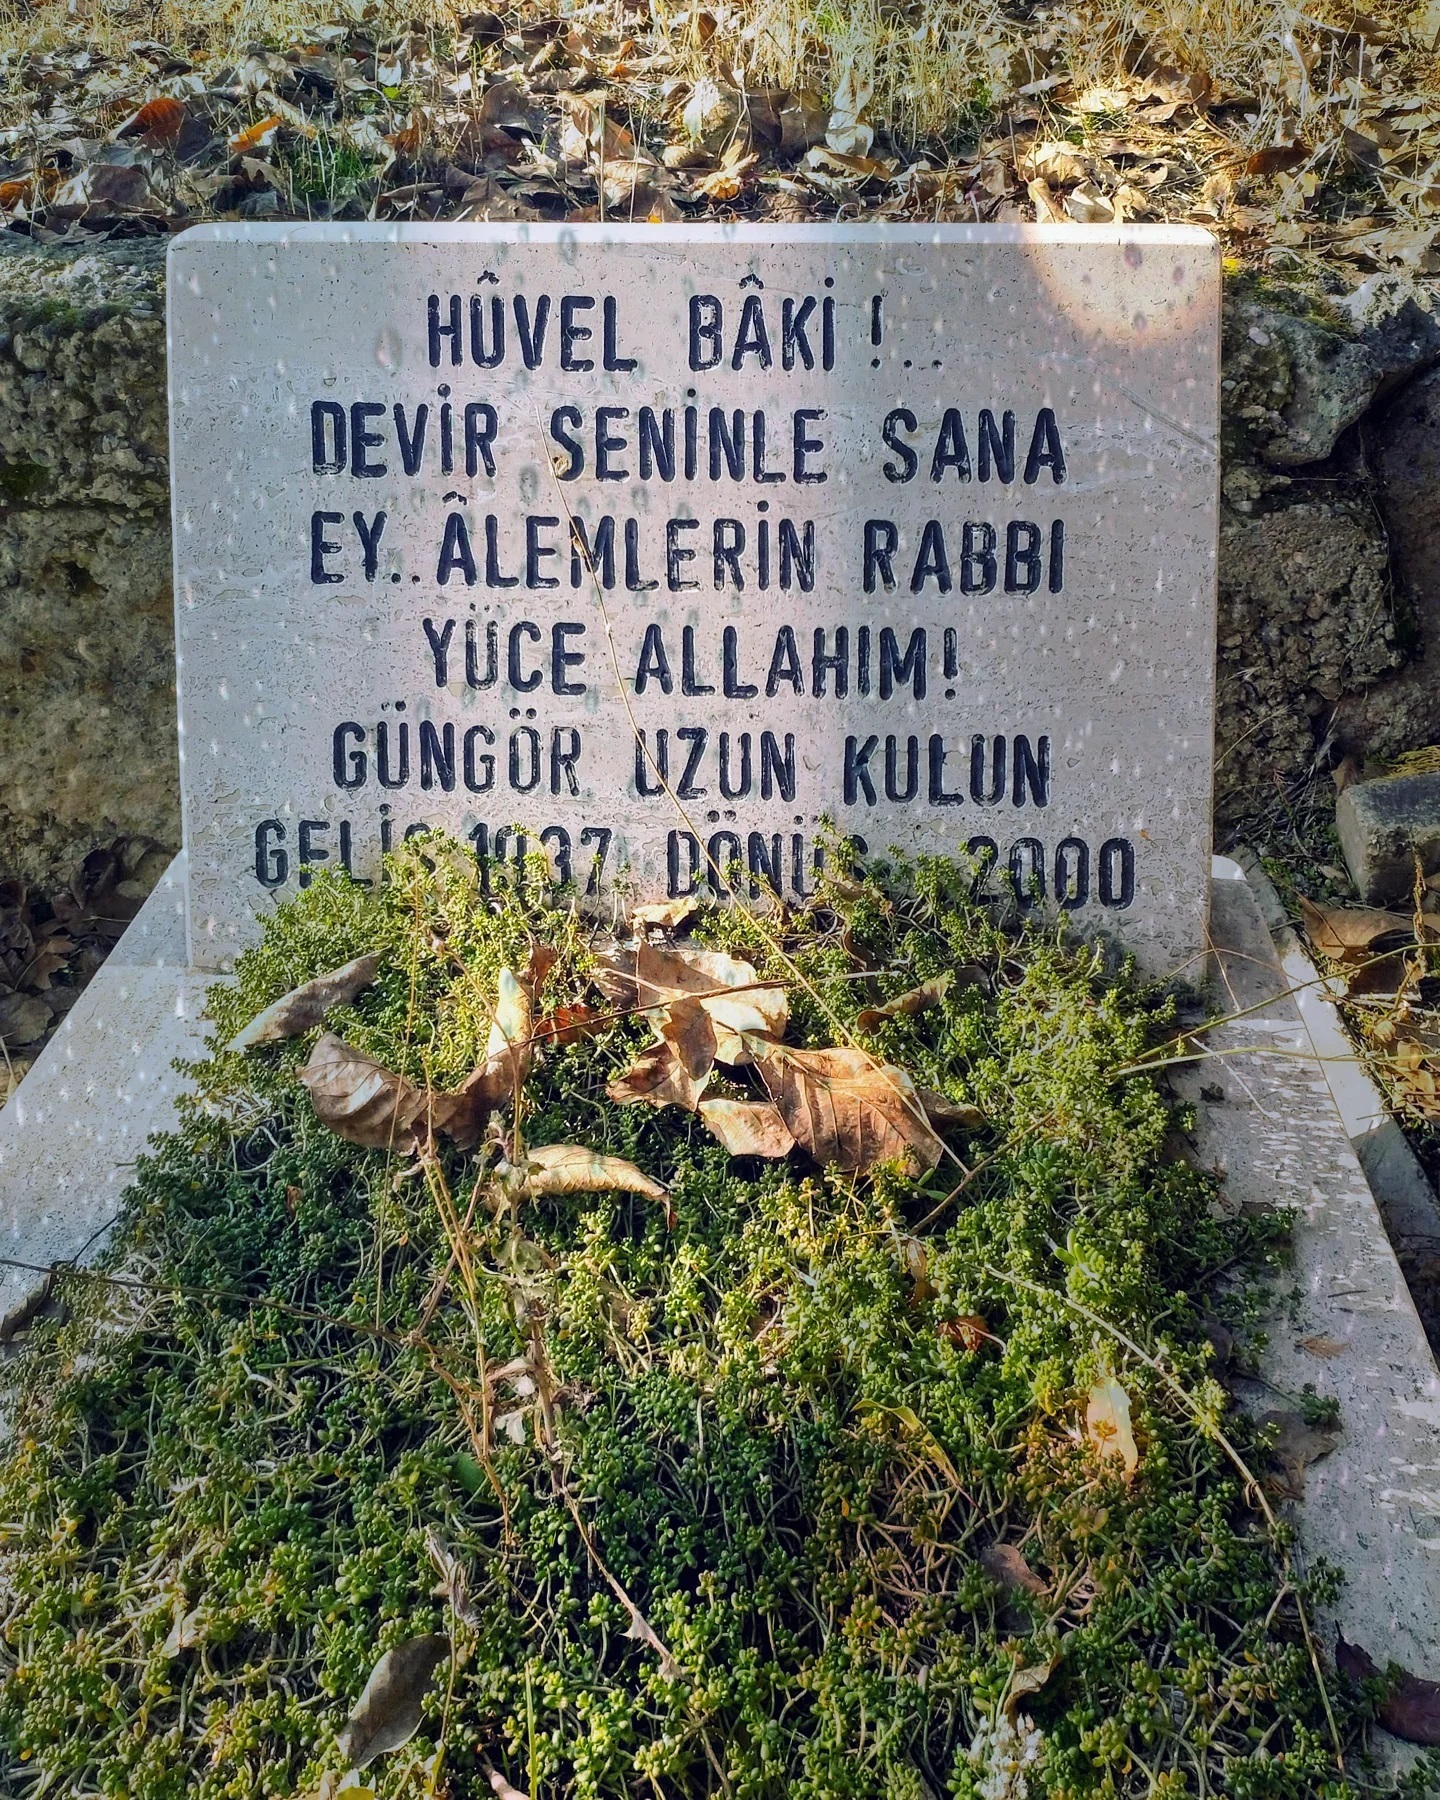 HÛVEL BÂKİ !..
DEVİR SENİNLE SANA
EY.. ÂLEMLERİN RABBI
YÜCE ALLAHIM!
GÜNGÖR UZUN KULUN
GELİŞ 1937 DÖNÜŞ 2000